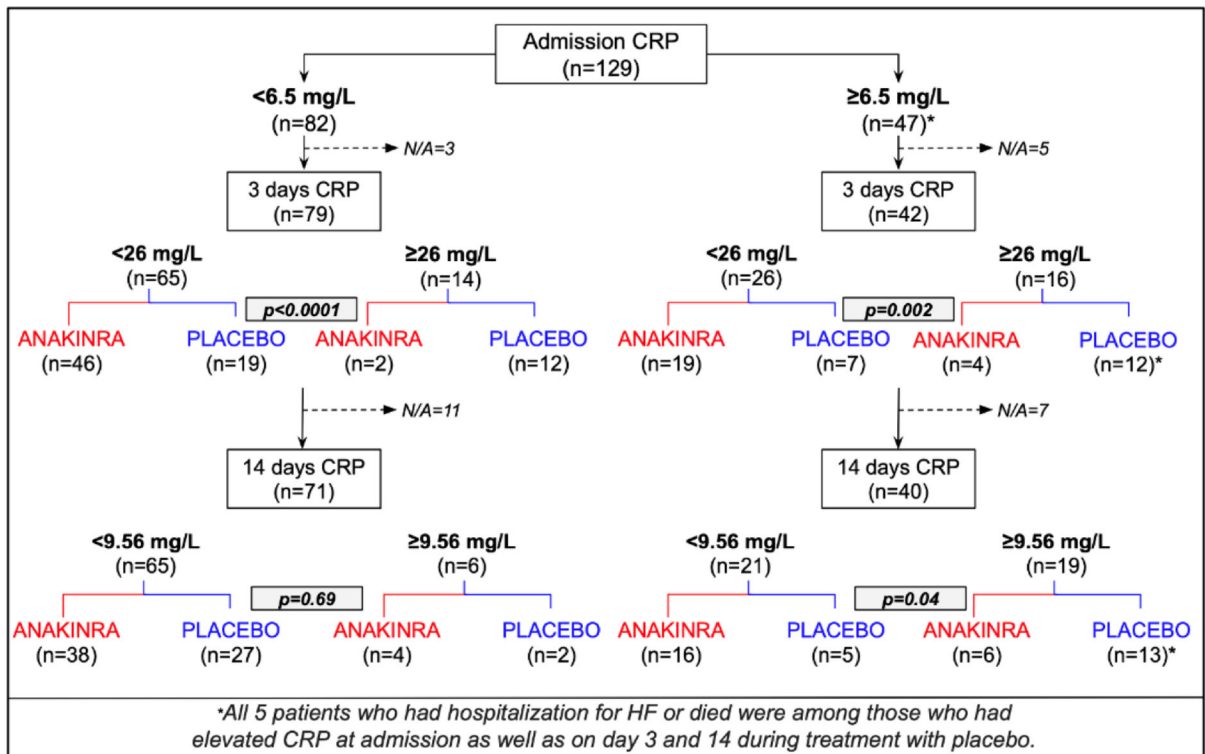 Admission CRP
(n=129)
<6.5 mg/L
(n=82)
≥6.5 mg/L
(n=47)*
N/A=3
N/A=5
3 days CRP
(n=79)
3 days CRP
(n=42)
<26 mg/L
(n=65)
≥26 mg/L
(n=14)
<26 mg/L
(n=26)
≥26 mg/L
(n=16)
p<0.0001
p=0.002
ANAKINRA
(n=46)
PLACEBO
(n=19)
ANAKINRA
(n=2)
PLACEBO
(n=12)
ANAKINRA
(n=19)
PLACEBO
(n=7)
ANAKINRA
(n=4)
PLACEBO
(n=12)*
N/A=11
N/A=7
14 days CRP
(n=71)
14 days CRP
(n=40)
<9.56 mg/L
(n=65)
≥9.56 mg/L
(n=6)
<9.56 mg/L
(n=21)
≥9.56 mg/L
(n=19)
p=0.69
p=0.04
ANAKINRA
(n=38)
PLACEBO
(n=27)
ANAKINRA
(n=4)
PLACEBO
(n=2)
ANAKINRA
(n=16)
PLACEBO
(n=5)
ANAKINRA
(n=6)
PLACEBO
(n=13)*
*All 5 patients who had hospitalization for HF or died were among those who had
elevated CRP at admission as well as on day 3 and 14 during treatment with placebo.